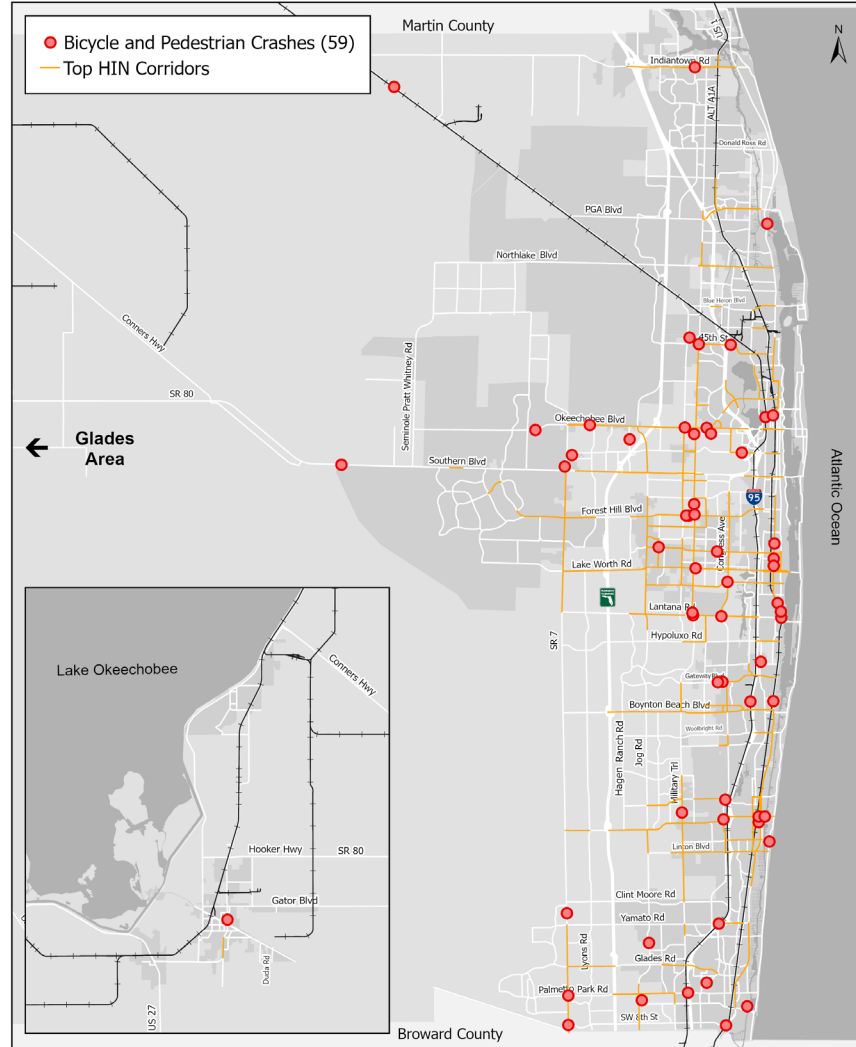 Martin County
Bicycle and Pedestrian Crashes (59)
Top HIN Corridors
N
US 1
Indiantown Rd
ALT A1A
Donald Ross Rd
PGA Blvd
Northlake Blvd
Blue Heron Blvd
Conners Hwy
45th St
Seminole Pratt Whitney Rd
SR 80
Okeechobee Blvd
Glades
Area
Southern Blvd
Atlantic Ocean
95
Forest Hill Blvd
Congress Ave
Lake Worth Rd
Lantana Rd
SR 7
Hypoluxo Rd
Lake Okeechobee
Conners Hwy
Gateway Blvd
Boynton Beach Blvd
Woolbright Rd
Hagen Ranch Rd
Jog Rd
Military Trl
Linton Blvd
Hooker Hwy
SR 80
Clint Moore Rd
Gator Blvd
Yamato Rd
Lyons Rd
Glades Rd
Duda Rd
Palmetto Park Rd
US 27
SW 8th St
Broward County